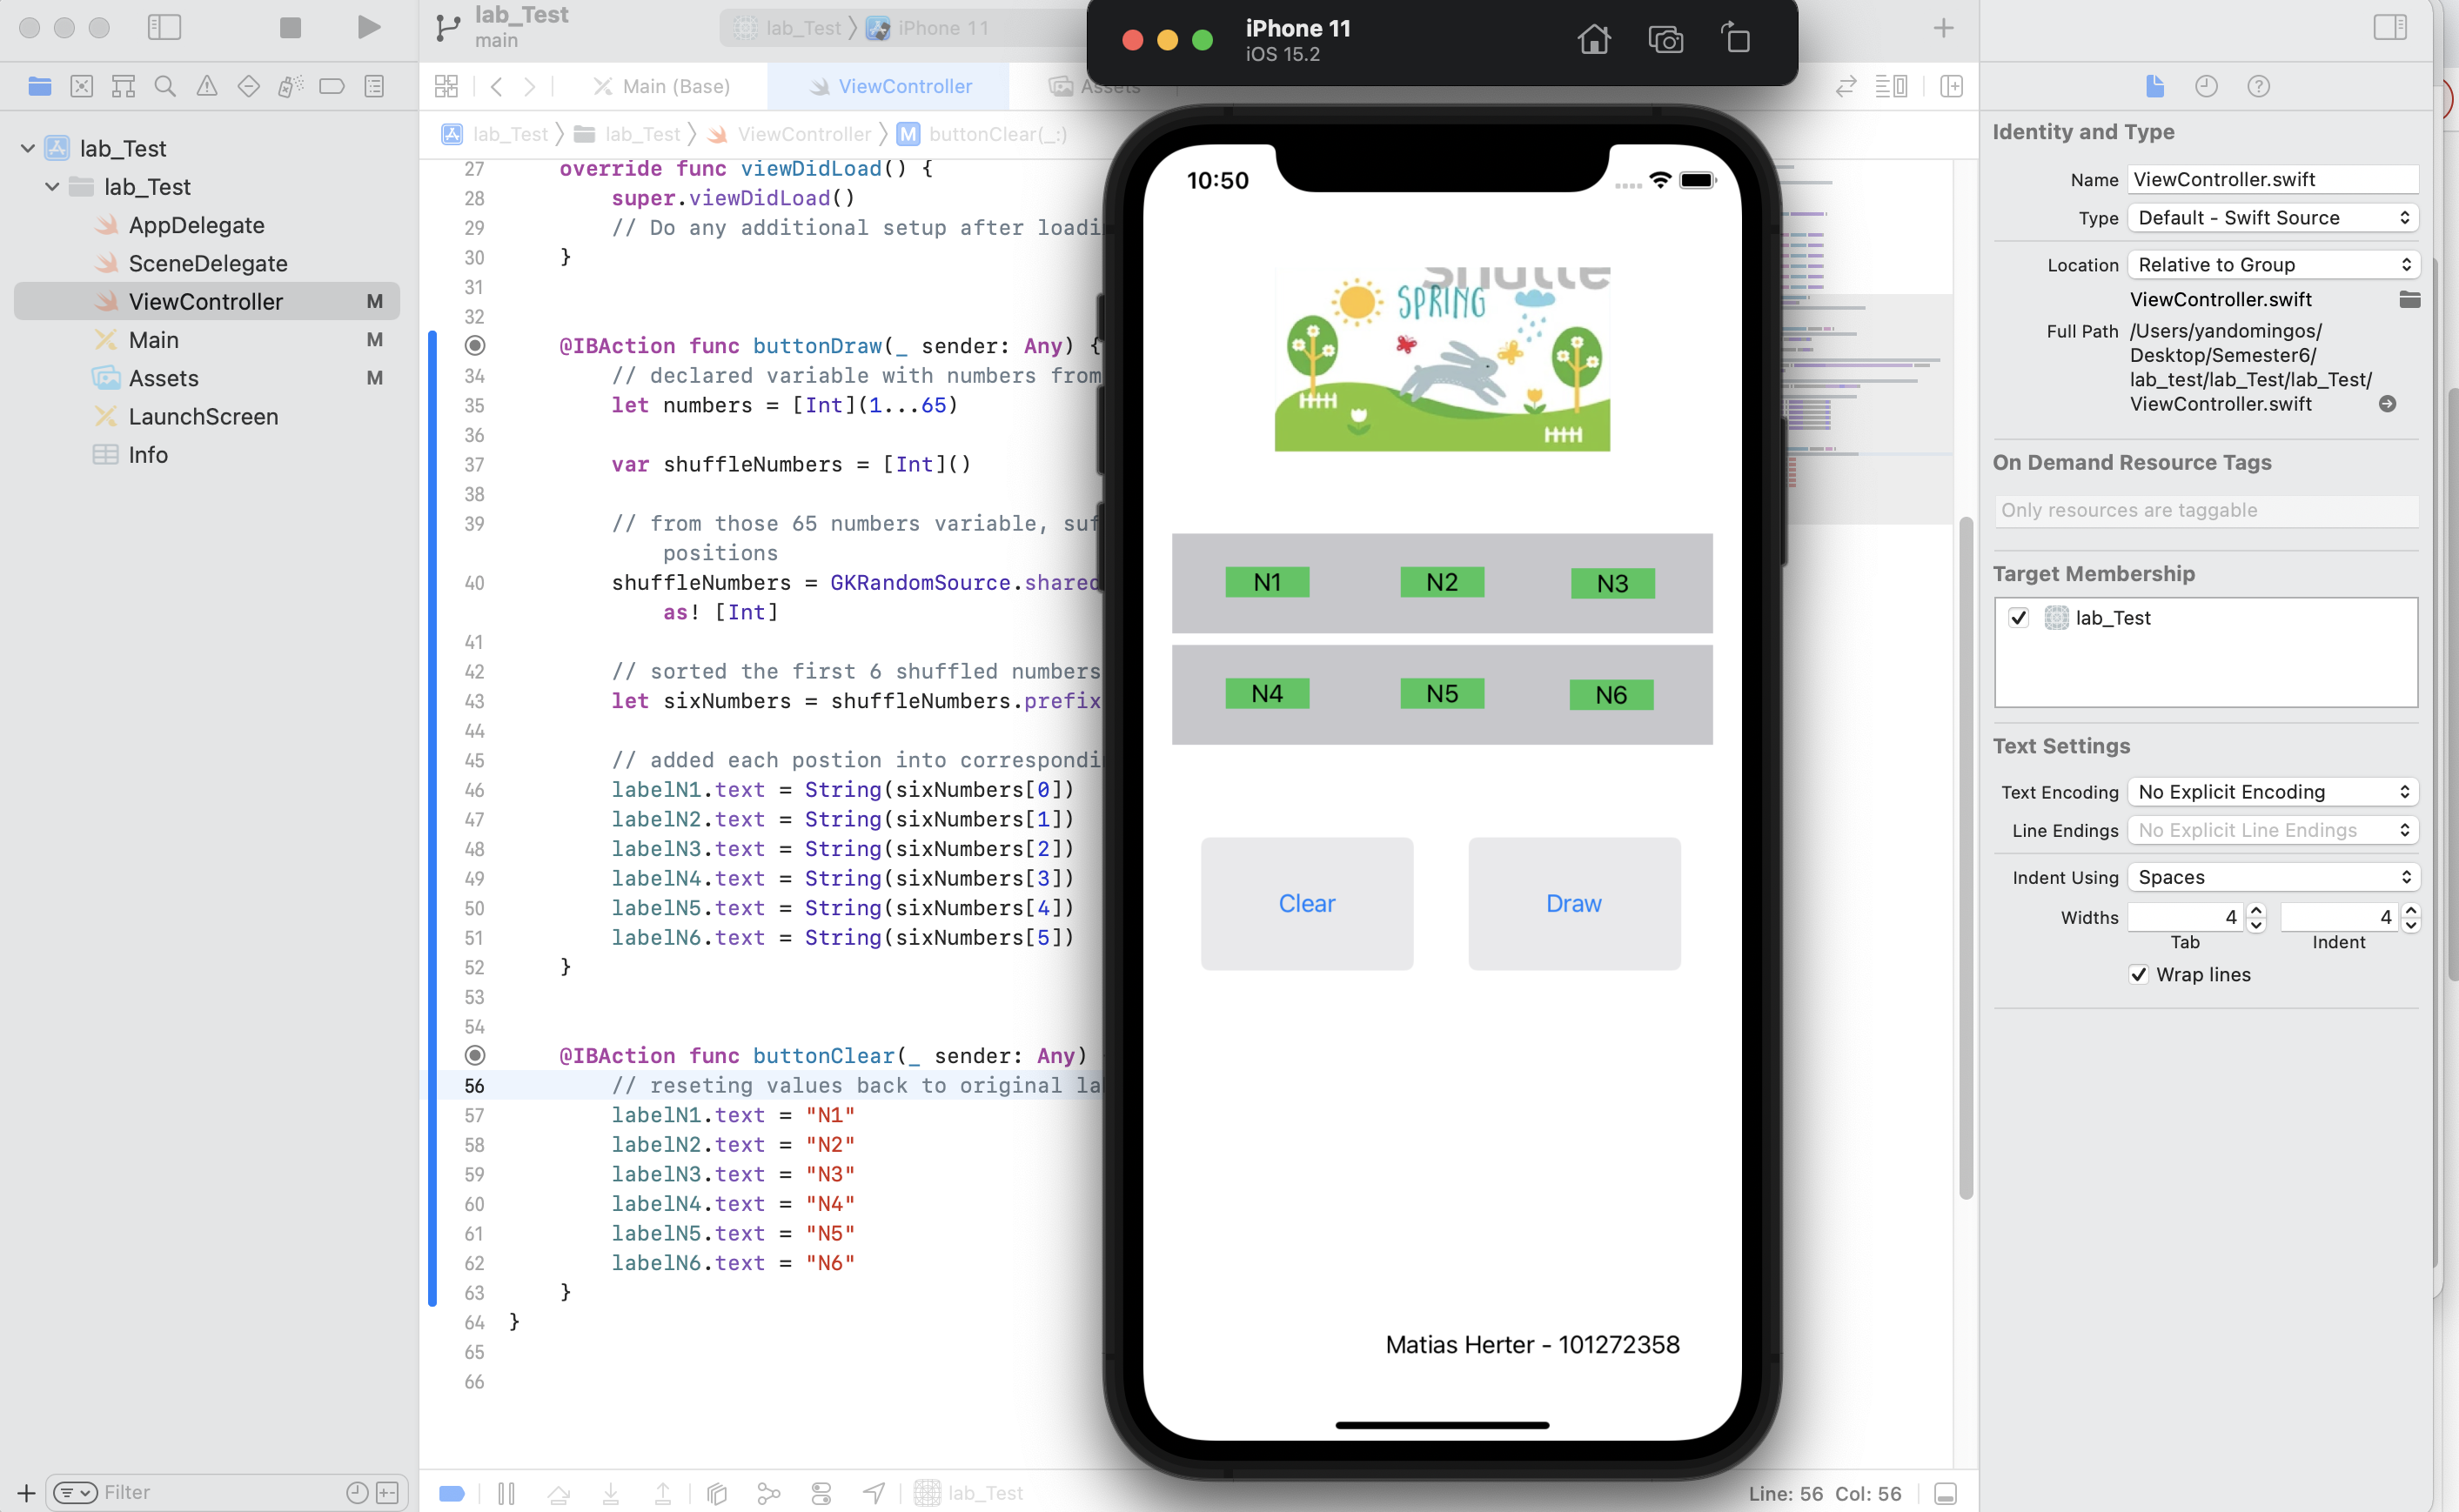 lab_Test
main
lab_Test
iPhone 11
iPhone 11
iOS 15.2
Main (Base)
ViewController
Assets
lab_Test
lab_Test
ViewController
M
buttonClear(_:)
lab_Test
lab_Test
AppDelegate
SceneDelegate
ViewController M
Main M
Assets M
LaunchScreen
Info
Filter
27 override func viewDidLoad() {
28 super.viewDidLoad()
29 // Do any additional setup after loadi
30 }
31
32
@IBAction func buttonDraw(_ sender: Any) {
34 // declared variable with numbers from
35 let numbers = [Int](1...65)
36
37 var shuffleNumbers = [Int]()
38
39 // from those 65 numbers variable, suf
positions
40 shuffleNumbers = GKRandomSource.shared
as! [Int]
41
42 // sorted the first 6 shuffled numbers
43 let sixNumbers = shuffleNumbers.prefix
44
45 // added each postion into correspondi
46 labelN1.text = String(sixNumbers[0])
47 labelN2.text = String(sixNumbers[1])
48 labelN3.text = String(sixNumbers[2])
49 labelN4.text = String(sixNumbers[3])
50 labelN5.text = String(sixNumbers[4])
51 labelN6.text = String(sixNumbers[5])
52 }
53
54
@IBAction func buttonClear(_ sender: Any)
56 // reseting values back to original la
57 labelN1.text = "N1"
58 labelN2.text = "N2"
59 labelN3.text = "N3"
60 labelN4.text = "N4"
61 labelN5.text = "N5"
62 labelN6.text = "N6"
63 }
64 }
65
66
lab_Test
Line: 56 Col: 56
10:50
shutte
SPRING
N1 N2 N3
N4 N5 N6
Clear
Draw
Matias Herter - 101272358
Identity and Type
Name ViewController.swift
Type Default - Swift Source
Location Relative to Group
ViewController.swift
Full Path /Users/yandomingos/
Desktop/Semester6/
lab_test/lab_Test/lab_Test/
ViewController.swift
On Demand Resource Tags
Only resources are taggable
Target Membership
lab_Test
Text Settings
Text Encoding No Explicit Encoding
Line Endings No Explicit Line Endings
Indent Using Spaces
Widths 4 4
Tab Indent
Wrap lines